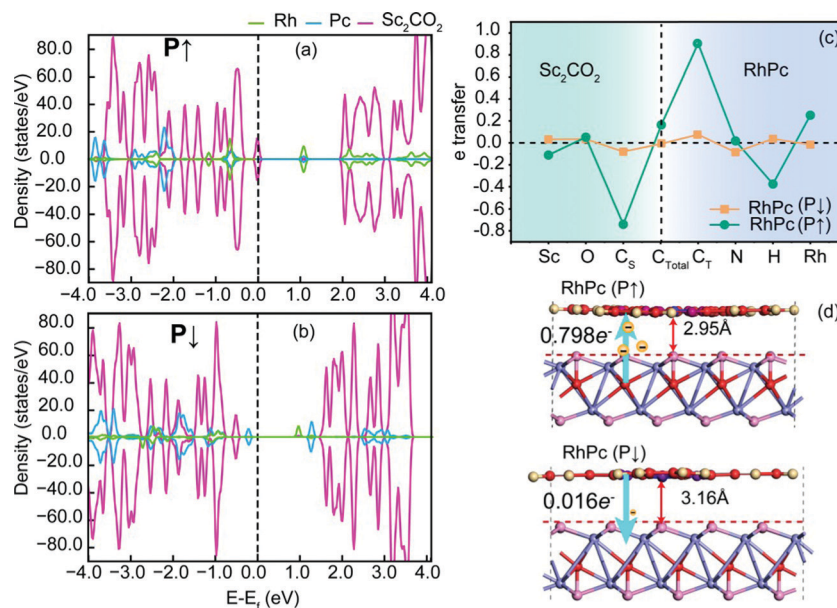 Rh Pc Sc₂CO₂
P↑ (a)
Density (states/eV)
80.0
60.0
40.0
20.0
0.0
-20.0
-40.0
-60.0
-80.0
-4.0 -3.0 -2.0 -1.0 0.0 1.0 2.0 3.0 4.0
P↓ (b)
Density (states/eV)
80.0
60.0
40.0
20.0
0.0
-20.0
-40.0
-60.0
-80.0
-4.0 -3.0 -2.0 -1.0 0.0 1.0 2.0 3.0 4.0
E-E_f (eV)
(c)
Sc₂CO₂ RhPc
e transfer
1.0
0.8
0.6
0.4
0.2
0.0
-0.2
-0.4
-0.6
-0.8
RhPc (P↓)
RhPc (P↑)
Sc O C_S C_Total C_T N H Rh
RhPc (P↑) (d)
0.798e⁻ 2.95Å
RhPc (P↓)
0.016e⁻ 3.16Å